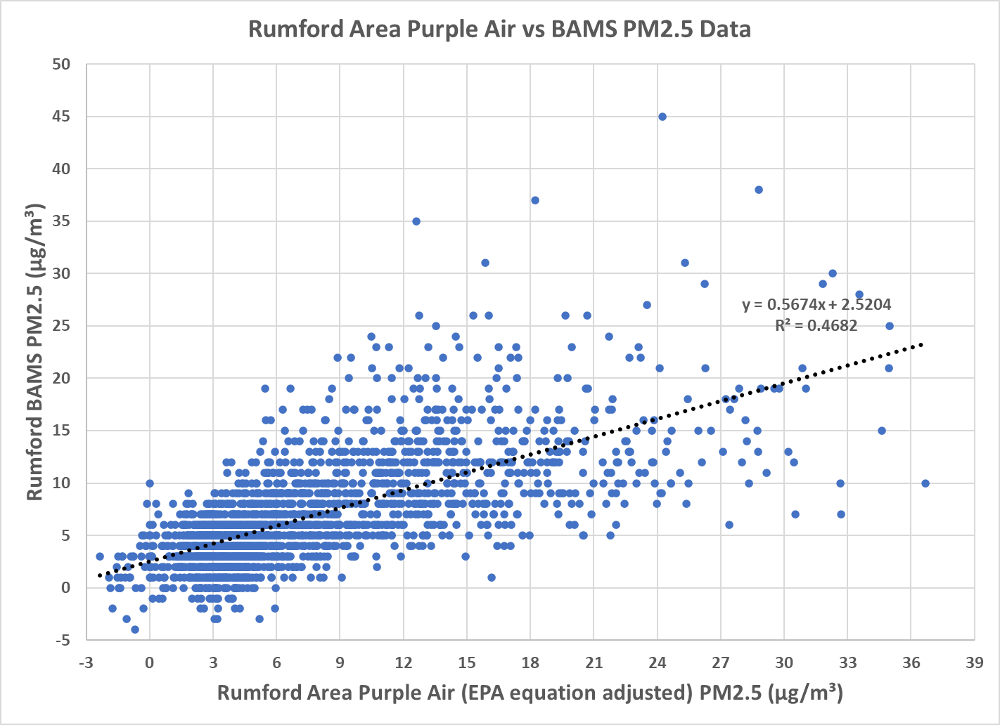 Rumford Area Purple Air vs BAMS PM2.5 Data
50
45
40
35
30
25
20
15
10
5
0
-5
Rumford BAMS PM2.5 (µg/m³)
y = 0.5674x + 2.5204
R² = 0.4682
-3 0 3 6 9 12 15 18 21 24 27 30 33 36 39
Rumford Area Purple Air (EPA equation adjusted) PM2.5 (µg/m³)